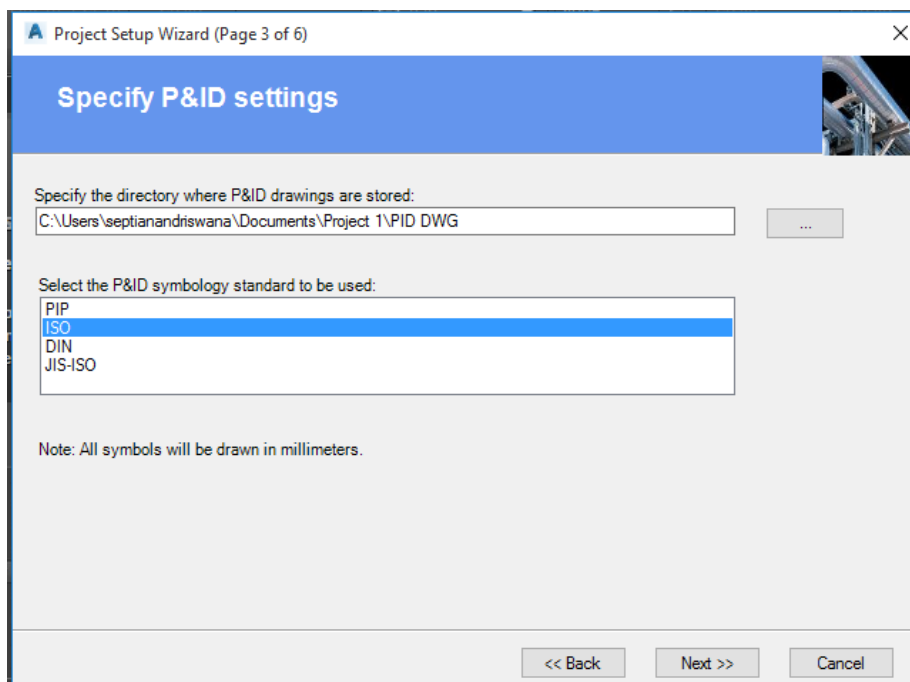 Project Setup Wizard (Page 3 of 6)
Specify P&ID settings
Specify the directory where P&ID drawings are stored:
C:\Users\septianandriswana\Documents\Project 1\PID DWG
...
Select the P&ID symbology standard to be used:
PIP
ISO
DIN
JIS-ISO
Note: All symbols will be drawn in millimeters.
<< Back
Next >>
Cancel